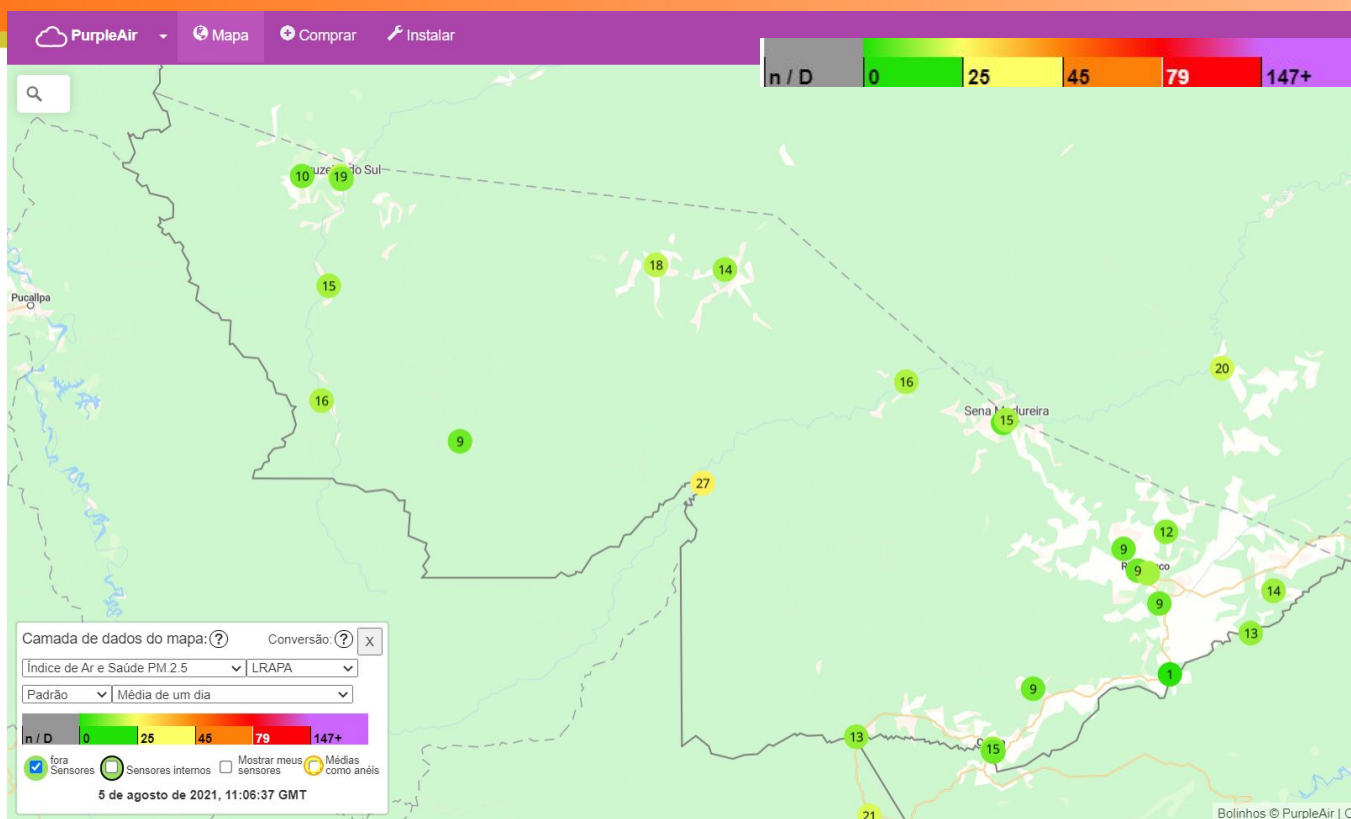 PurpleAir Mapa Comprar Instalar
n / D 0 25 45 79 147+
10 uze do Sul 19
18 14
15
Pucallpa
20
16
16
Sena Madureira
15
9
27
12
9
9
14
9
13
1
9
13
15
21
Camada de dados do mapa: ? Conversão: ? X
Índice de Ar e Saúde PM.2.5 LRAPA
Padrão Média de um dia
n / D 0 25 45 79 147+
fora Sensores Sensores internos Mostrar meus sensores Médias como anéis
5 de agosto de 2021, 11:06:37 GMT
Bolinhos © PurpleAir | C